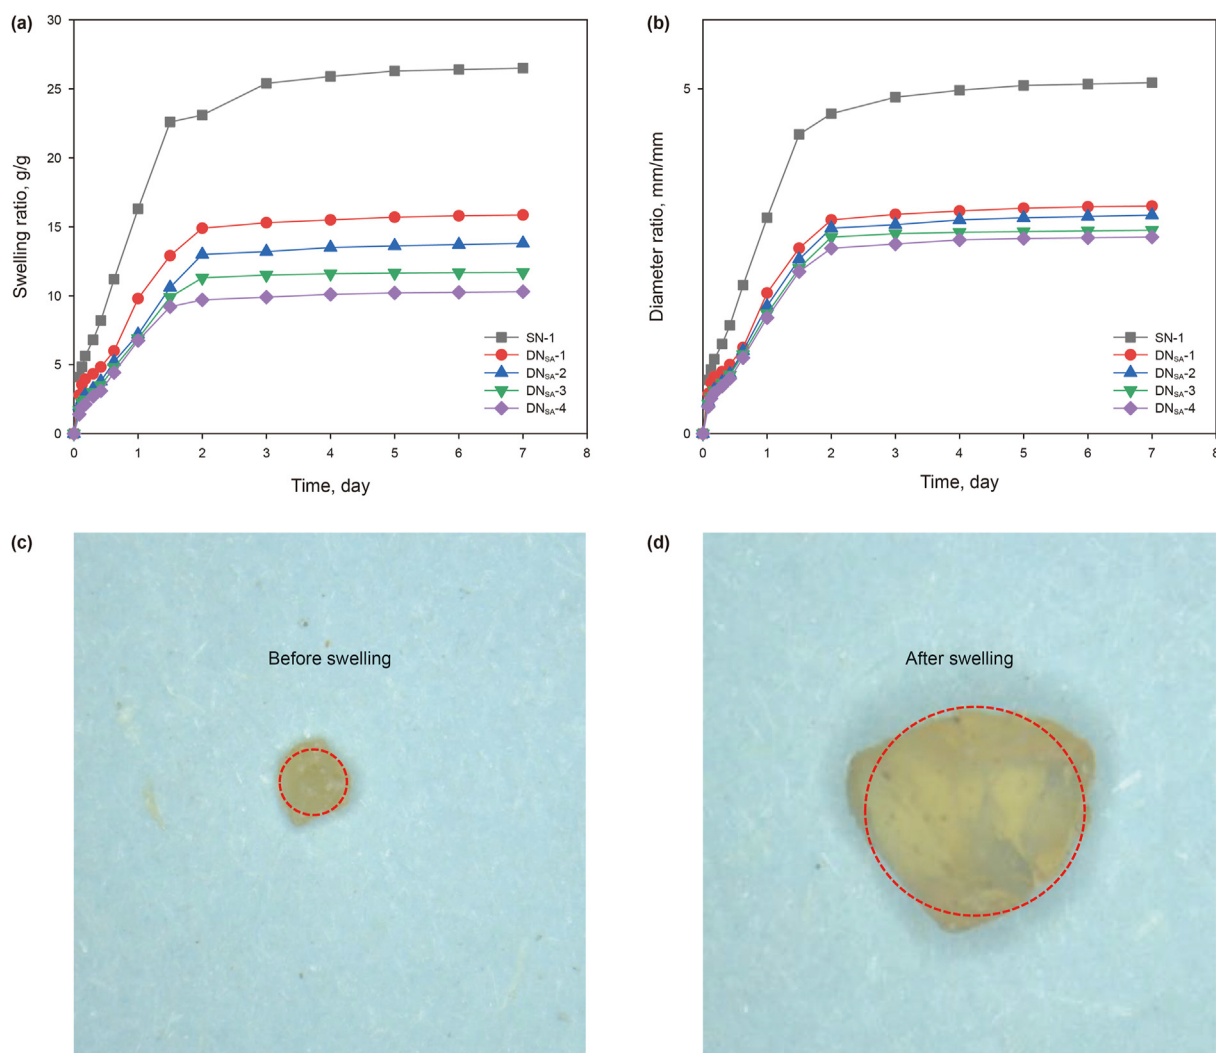 (a)
30
25
20
15
10
5
0
Swelling ratio, g/g
0 1 2 3 4 5 6 7 8
Time, day
SN-1
DNSA-1
DNSA-2
DNSA-3
DNSA-4
(b)
5
0
Diameter ratio, mm/mm
0 1 2 3 4 5 6 7 8
Time, day
SN-1
DNSA-1
DNSA-2
DNSA-3
DNSA-4
(c)
Before swelling
(d)
After swelling